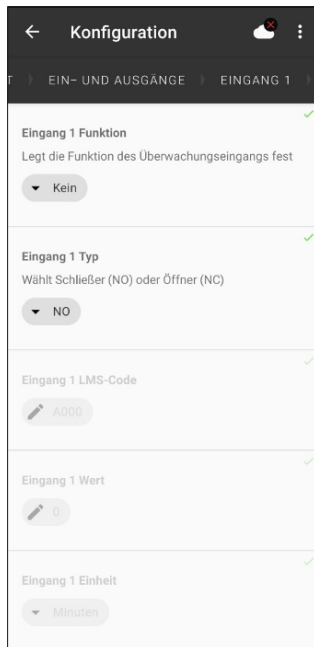 Konfiguration
T EIN- UND AUSGÄNGE EINGANG 1
Eingang 1 Funktion
Legt die Funktion des Überwachungseingangs fest
Kein
Eingang 1 Typ
Wählt Schließer (NO) oder Öffner (NC)
NO
Eingang 1 LMS-Code
A000
Eingang 1 Wert
0
Eingang 1 Einheit
Minuten